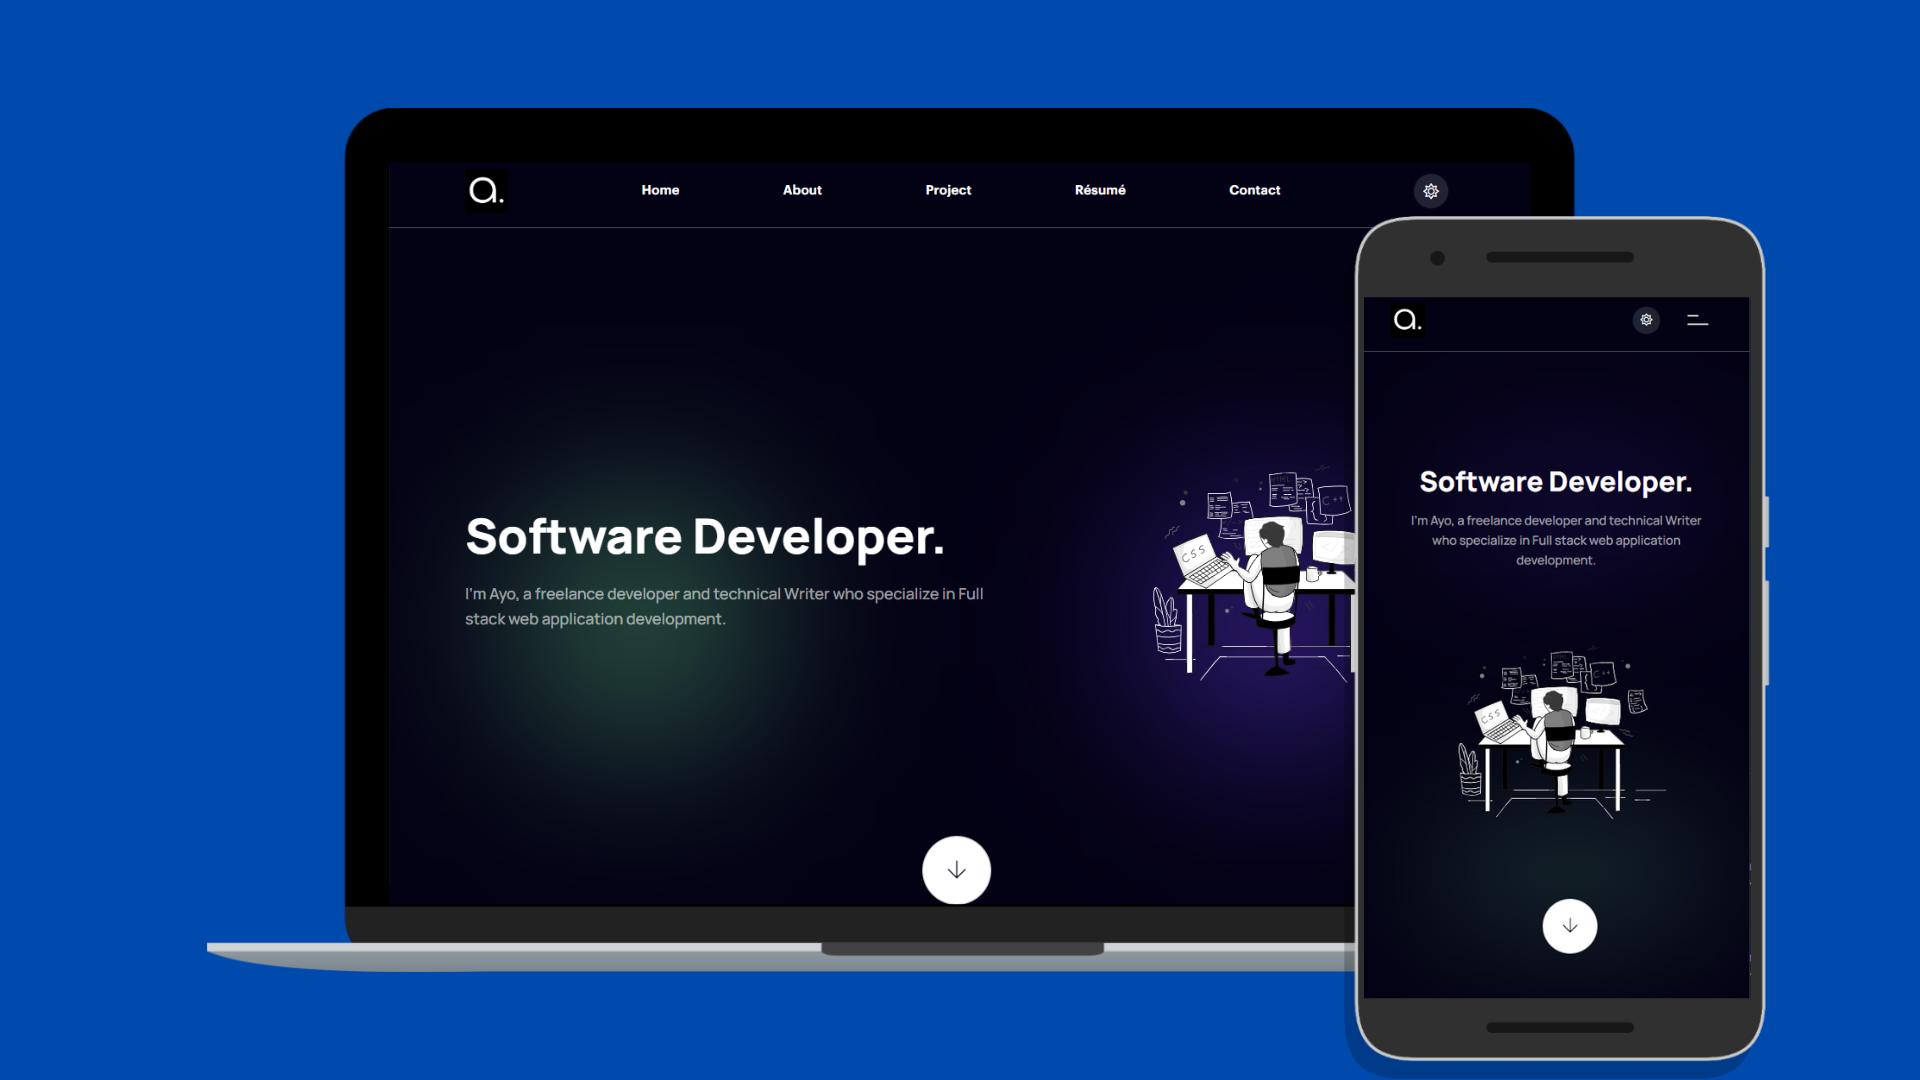 a.
Home
About
Project
Résumé
Contact
Software Developer.
I'm Ayo, a freelance developer and technical Writer who specialize in Full
stack web application development.
HTML
C++
CSS
a.
Software Developer.
I'm Ayo, a freelance developer and technical Writer
who specialize in Full stack web application
development.
HTML
C++
CSS